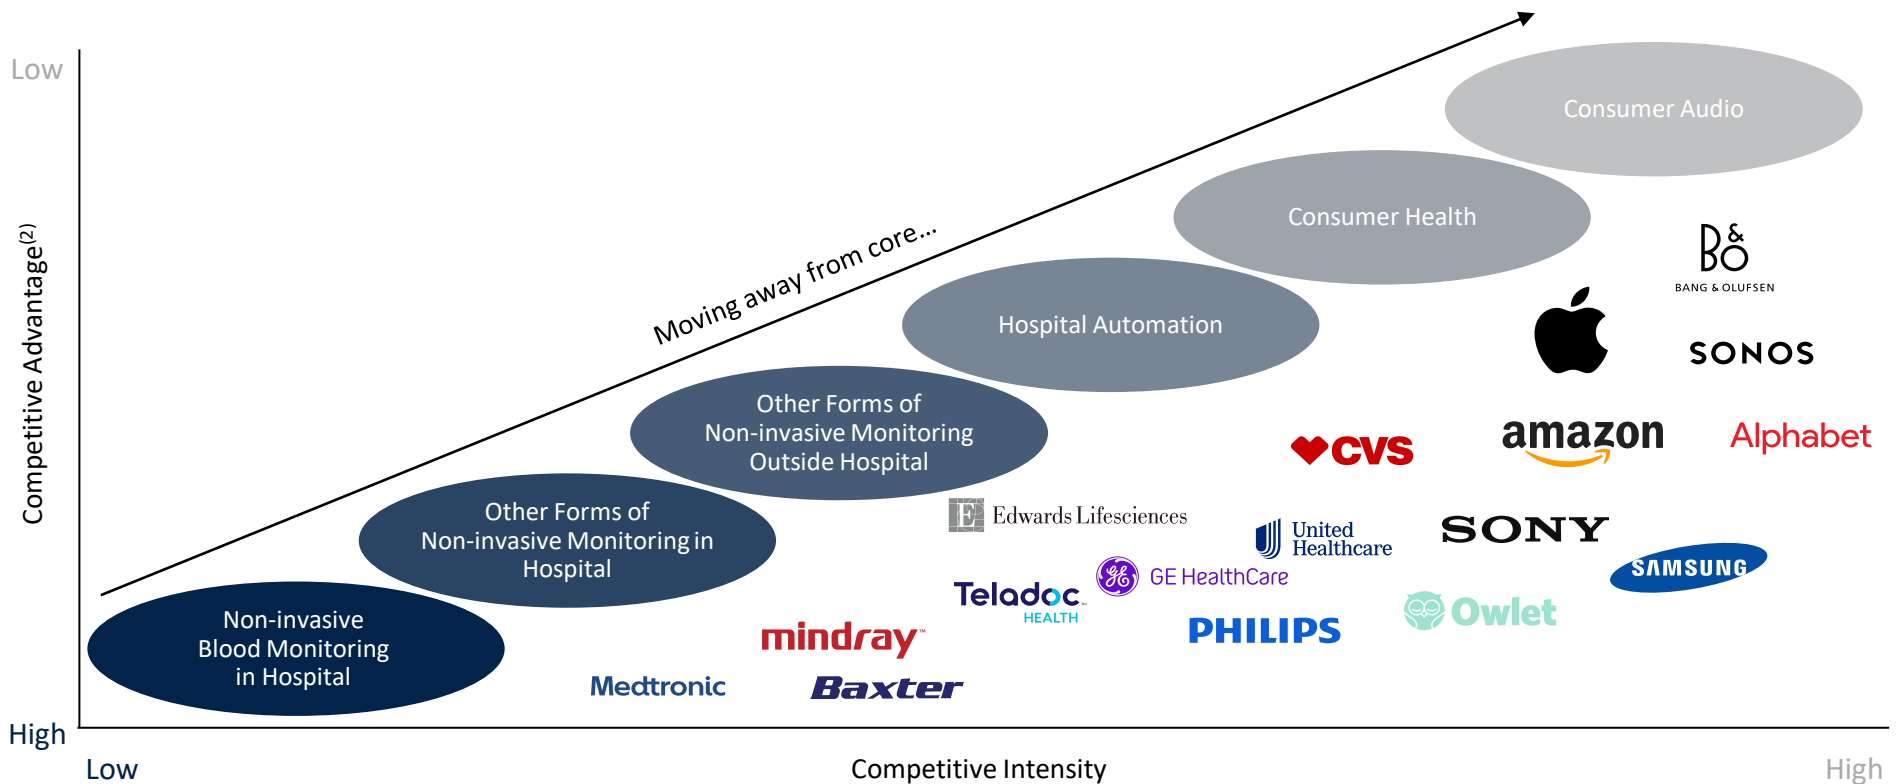 Low
Competitive Advantage(2)
High
Low
Competitive Intensity
High
Moving away from core...
Consumer Audio
Consumer Health
Hospital Automation
Other Forms of
Non-invasive Monitoring
Outside Hospital
Other Forms of
Non-invasive Monitoring in
Hospital
Non-invasive
Blood Monitoring
in Hospital
B&
O
BANG & OLUFSEN
SONOS
CVS
amazon
Alphabet
E
Edwards Lifesciences
United
Healthcare
SONY
SAMSUNG
GE
GE HealthCare
Teladoc
HEALTH
Owlet
mindray™
PHILIPS
Medtronic
Baxter